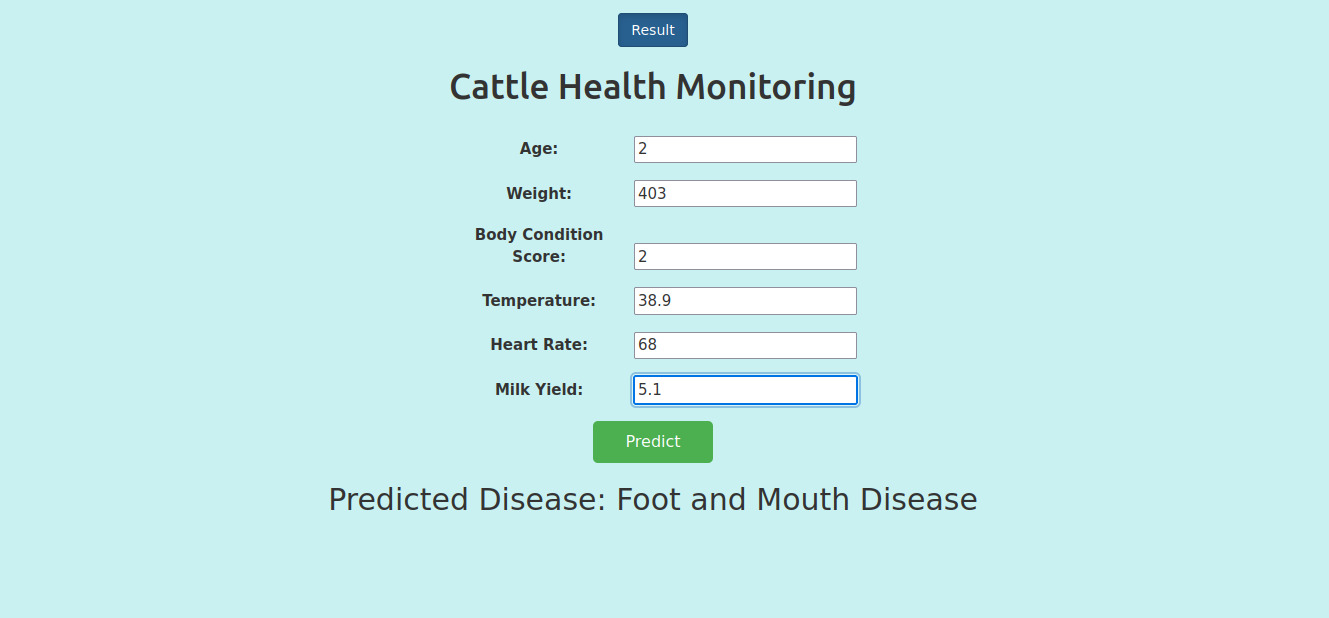 Result
Cattle Health Monitoring
Age: 2
Weight: 403
Body Condition
Score: 2
Temperature: 38.9
Heart Rate: 68
Milk Yield: 5.1
Predict
Predicted Disease: Foot and Mouth Disease